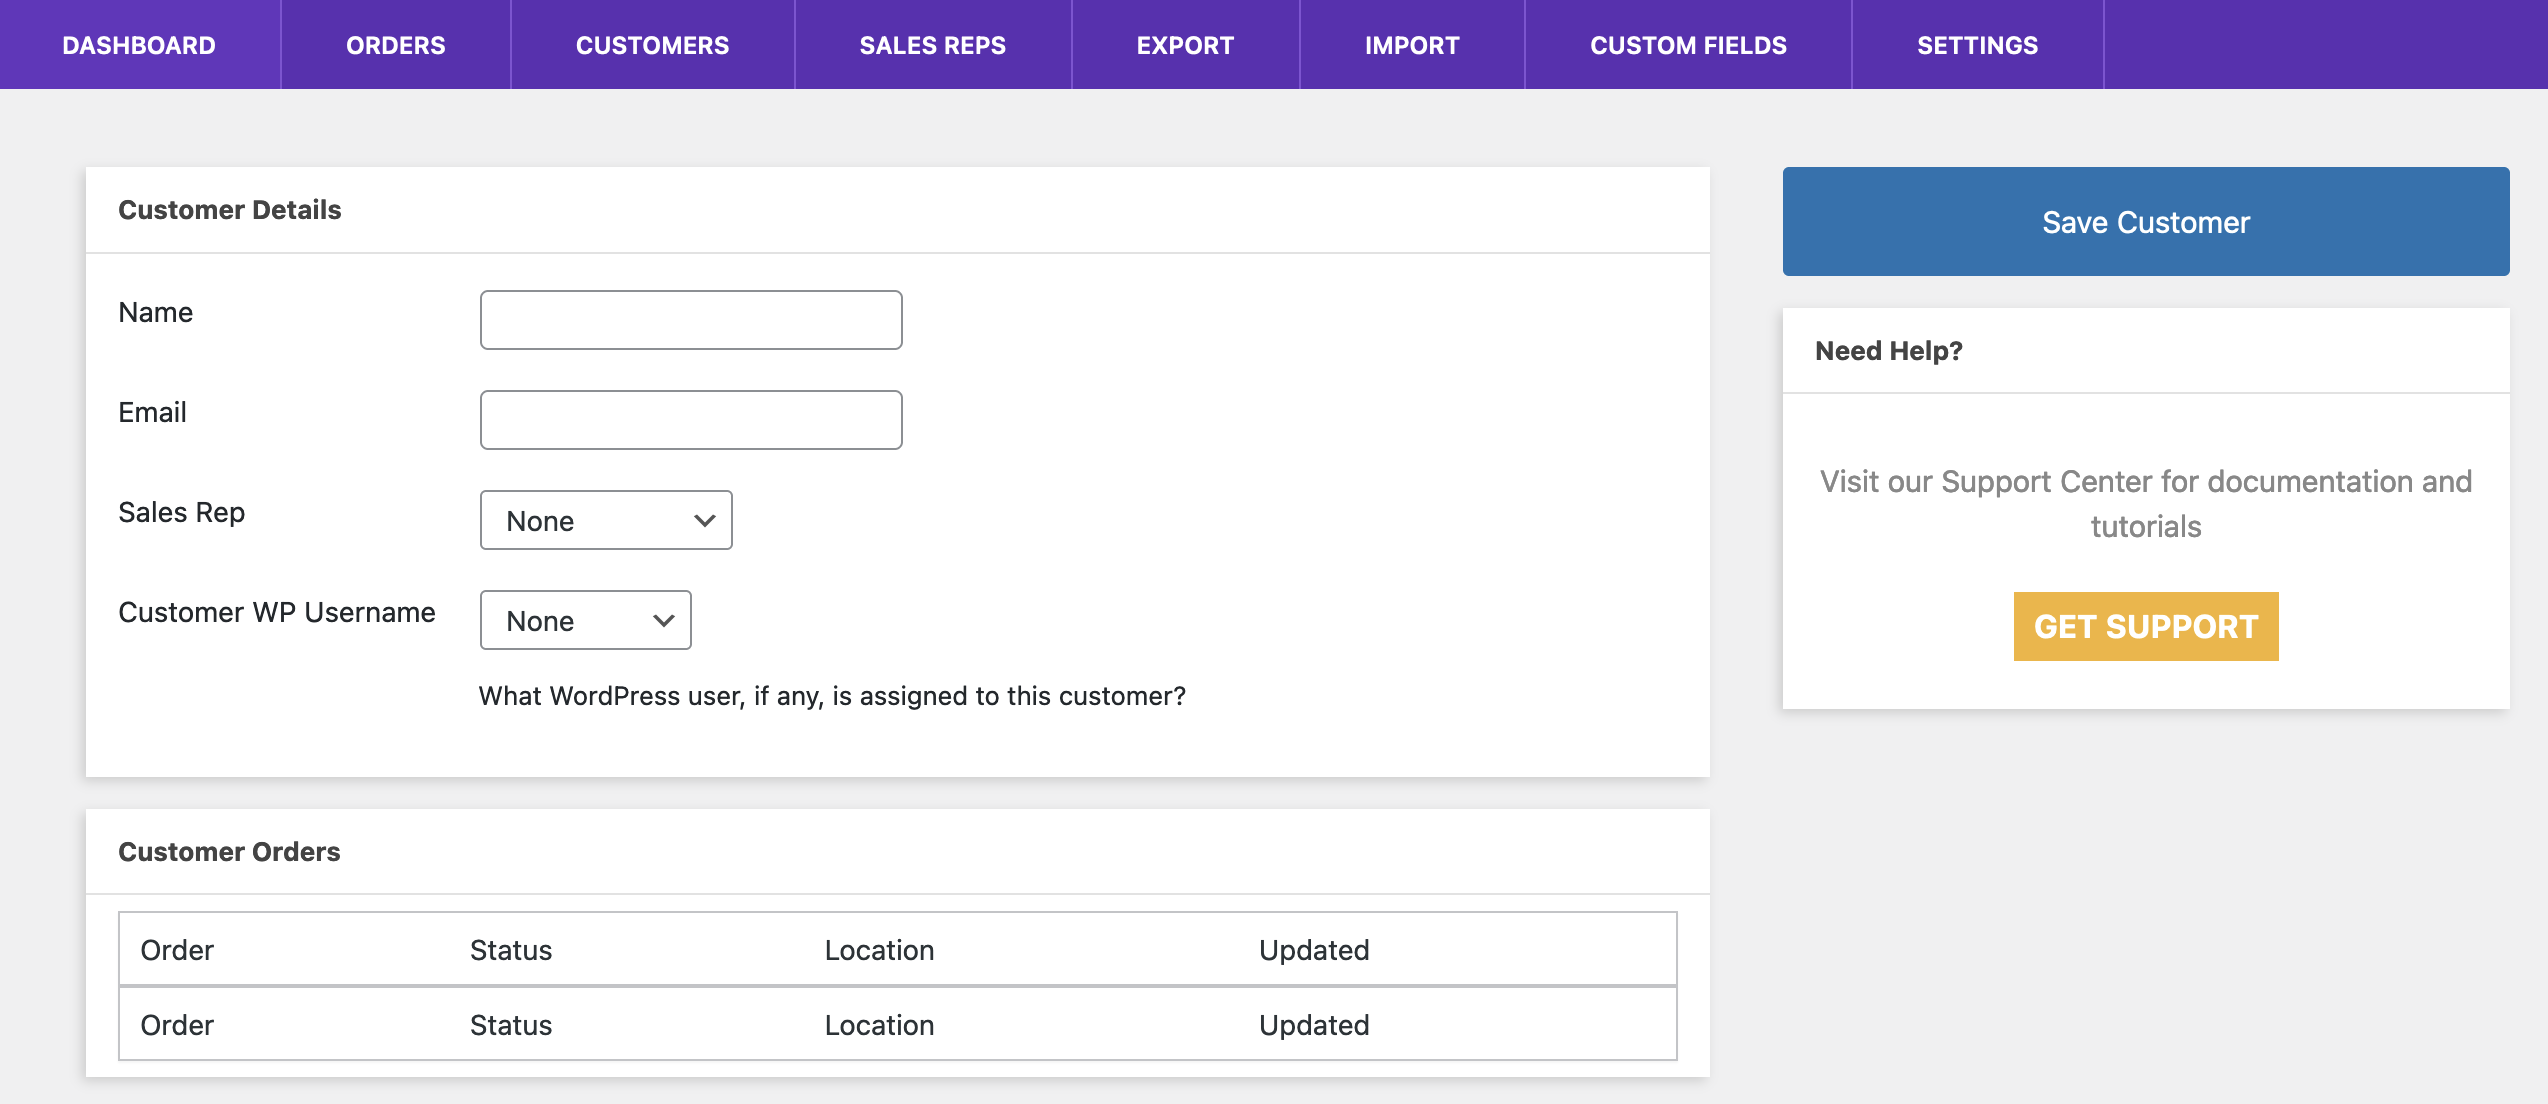 DASHBOARD ORDERS CUSTOMERS SALES REPS EXPORT IMPORT CUSTOM FIELDS SETTINGS
Customer Details
Name
Email
Sales Rep None
Customer WP Username None
What WordPress user, if any, is assigned to this customer?
Customer Orders
Order Status Location Updated
Order Status Location Updated
Save Customer
Need Help?
Visit our Support Center for documentation and
tutorials
GET SUPPORT